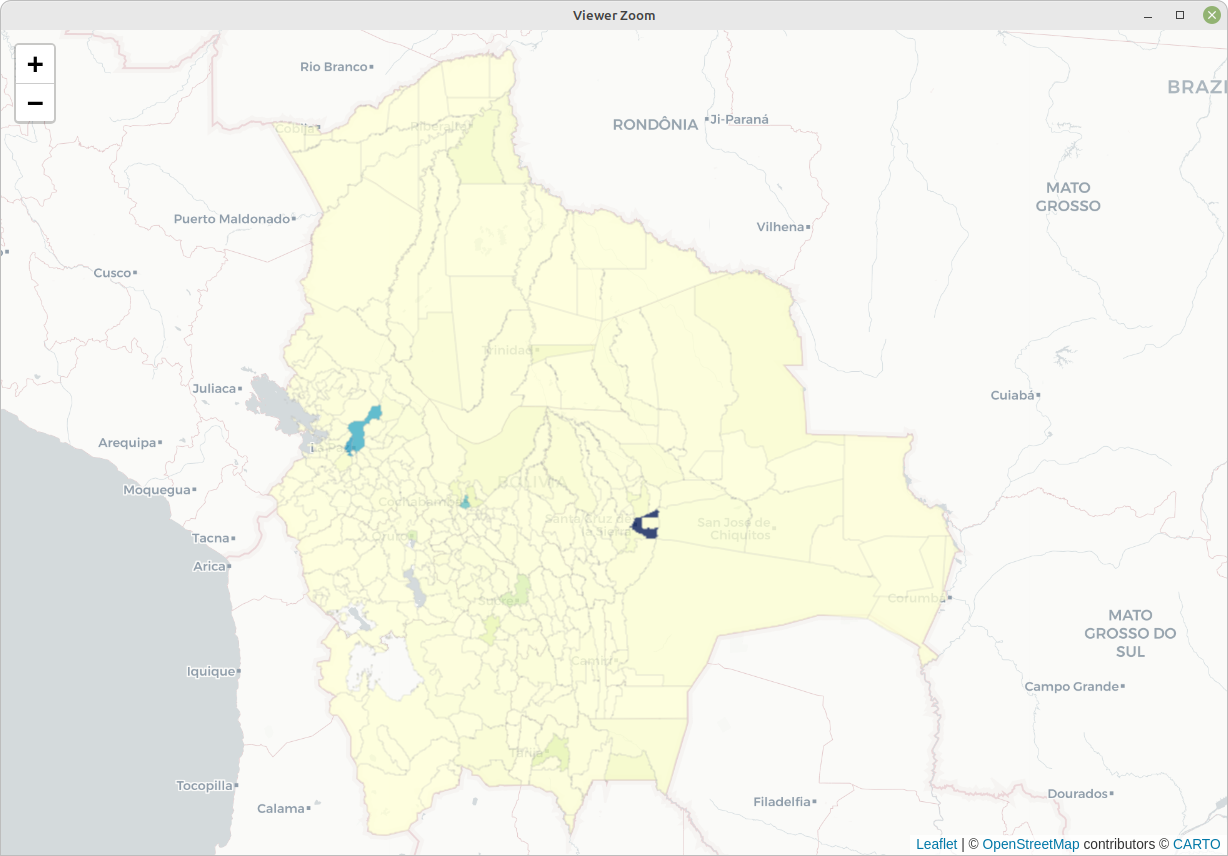 Viewer Zoom
+
−
Rio Branco
BRAZI
Cobija
Riberalta
RONDÔNIA
Ji-Paraná
MATO
GROSSO
Puerto Maldonado
Vilhena
Cusco
Trinidad
Juliaca
Cuiabá
Arequipa
BOLIVIA
Moquegua
Cochabamba
Santa Cruz de
la Sierra
San José de
Chiquitos
Tacna
Oruro
Arica
Sucre
Corumbá
MATO
GROSSO DO
SUL
Iquique
Camiri
Campo Grande
Tarija
Tocopilla
Calama
Filadelfia
Dourados
Leaflet | © OpenStreetMap contributors © CARTO